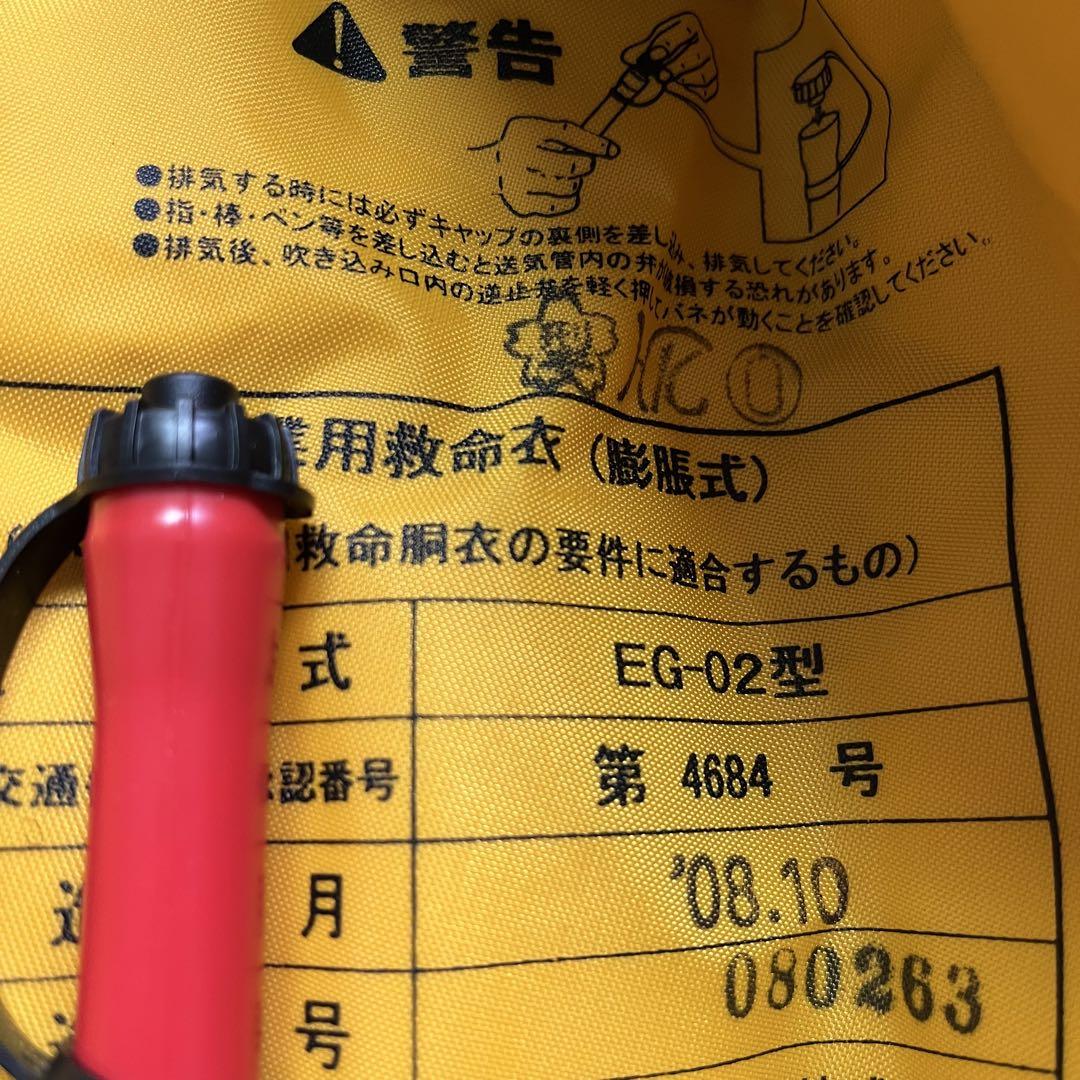 警告
●排気する時には必ずキャップの裏側を差し込み、排気してください。
●指・棒・ペン等を差し込むと送気管内の弁が破損する恐れがあります。
●排気後、吹き込み口内の逆止弁を軽く押してバネが動くことを確認してください。
HK 0
業用救命衣(膨脹式)
救命胴衣の要件に適合するもの)
式 EG-02型
交通 認番号 第 4684 号
造 月 '08.10
号 080263